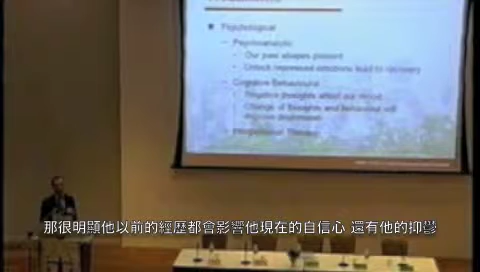 Psychological
– Psychoanalytic
Our past shapes present
Unlock repressed emotions lead to recovery
– Cognitive Behavioural
Negative thoughts affect our mood
Change of thoughts and behaviour will
improve depression
– Interpersonal Therapy
那很明顯他以前的經歷都會影響他現在的自信心 還有他的抑鬱